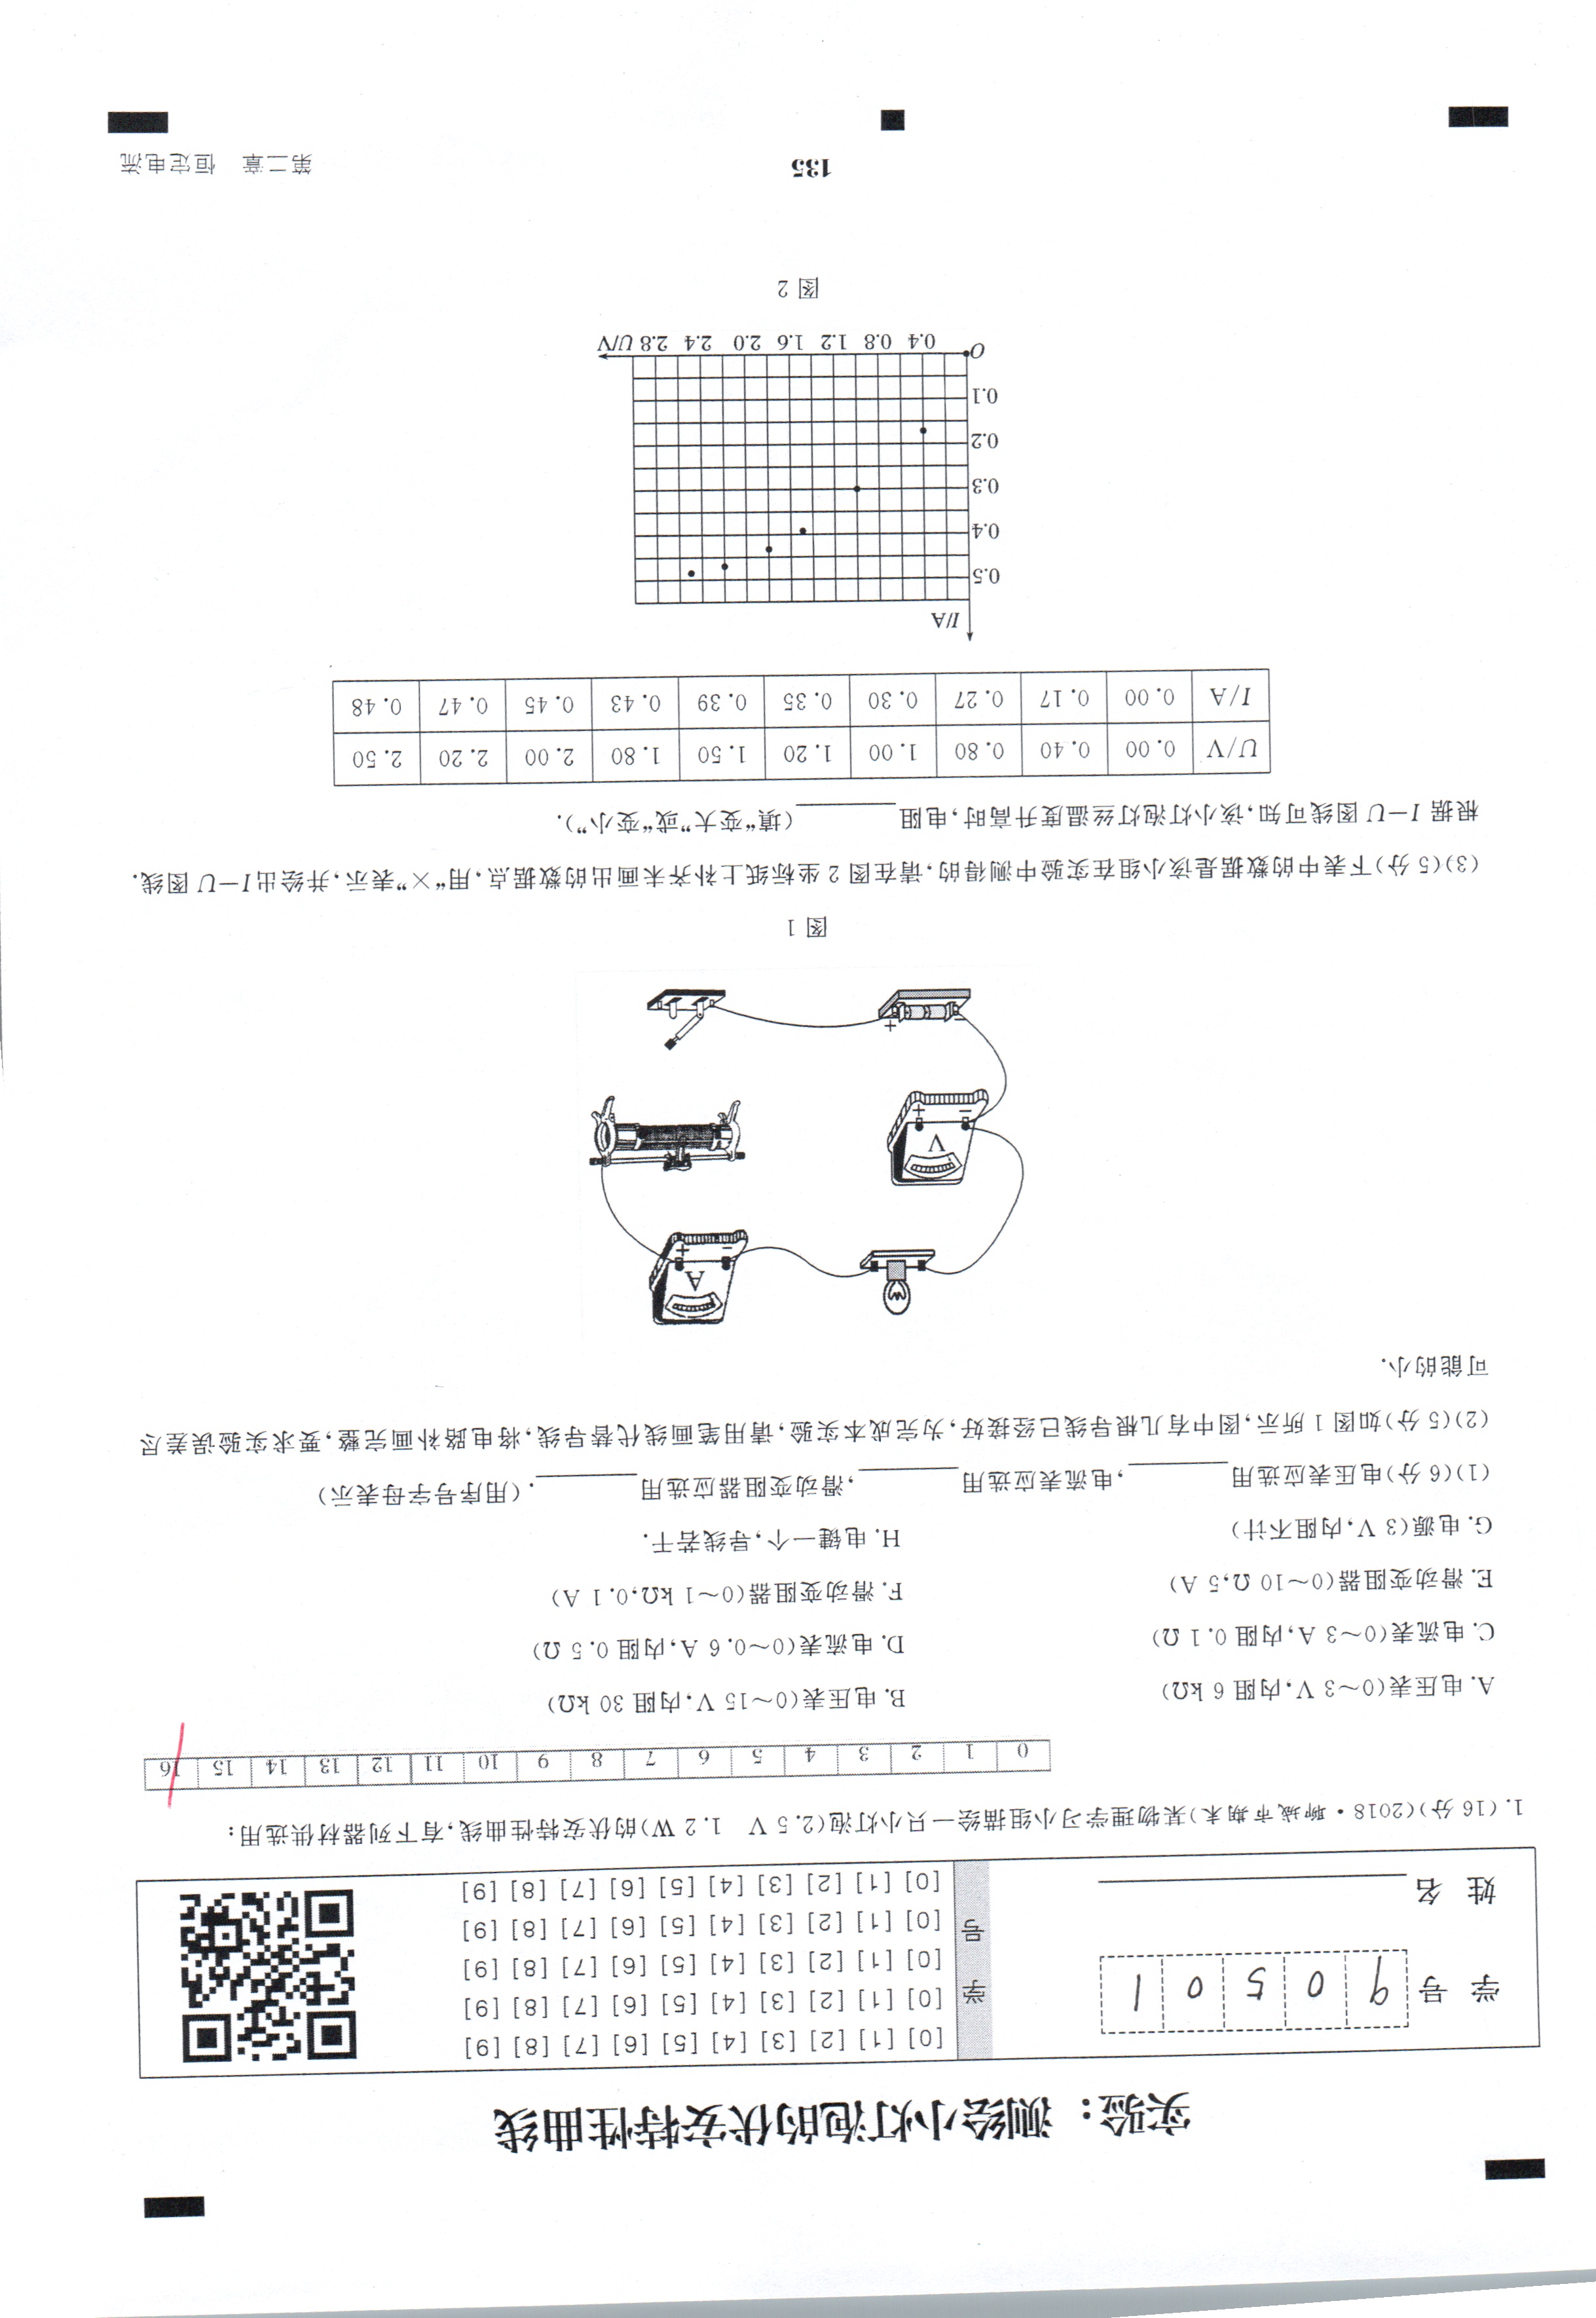 实验：测绘小灯泡的伏安特性曲线
学 号 9 0 5 0 1
姓 名
学 号
[0] [1] [2] [3] [4] [5] [6] [7] [8] [9]
[0] [1] [2] [3] [4] [5] [6] [7] [8] [9]
[0] [1] [2] [3] [4] [5] [6] [7] [8] [9]
[0] [1] [2] [3] [4] [5] [6] [7] [8] [9]
[0] [1] [2] [3] [4] [5] [6] [7] [8] [9]
1. (16 分)(2018·聊城市期末)某物理学习小组描绘一只小灯泡(2.5 V 1.2 W)的伏安特性曲线,有下列器材供选用：
0 1 2 3 4 5 6 7 8 9 10 11 12 13 14 15 16
A. 电压表(0～3 V,内阻 6 kΩ) B. 电压表(0～15 V,内阻 30 kΩ)
C. 电流表(0～3 A,内阻 0.1 Ω) D. 电流表(0～0.6 A,内阻 0.5 Ω)
E. 滑动变阻器(0～10 Ω,5 A) F. 滑动变阻器(0～1 kΩ,0.1 A)
G. 电源(3 V,内阻不计) H. 电键一个,导线若干.
(1)(6 分)电压表应选用________,电流表应选用________,滑动变阻器应选用________.(用序号字母表示)
(2)(5 分)如图 1 所示,图中有几根导线已经接好,为完成本实验,请用笔画线代替导线,将电路补画完整,要求实验误差尽
可能的小.
A
- +
V
- +
- +
图 1
(3)(5 分)下表中的数据是该小组在实验中测得的,请在图 2 坐标纸上补齐未画出的数据点,用“×”表示,并绘出I—U 图线.
根据 I—U 图线可知,该小灯泡灯丝温度升高时,电阻________(填“变大”或“变小”).
U/V 0.00 0.40 0.80 1.00 1.20 1.50 1.80 2.00 2.20 2.50
I/A 0.00 0.17 0.27 0.30 0.35 0.39 0.43 0.45 0.47 0.48
I/A
0.5
0.4
0.3
0.2
0.1
O 0.4 0.8 1.2 1.6 2.0 2.4 2.8 U/V
图 2
135
第二章 恒定电流